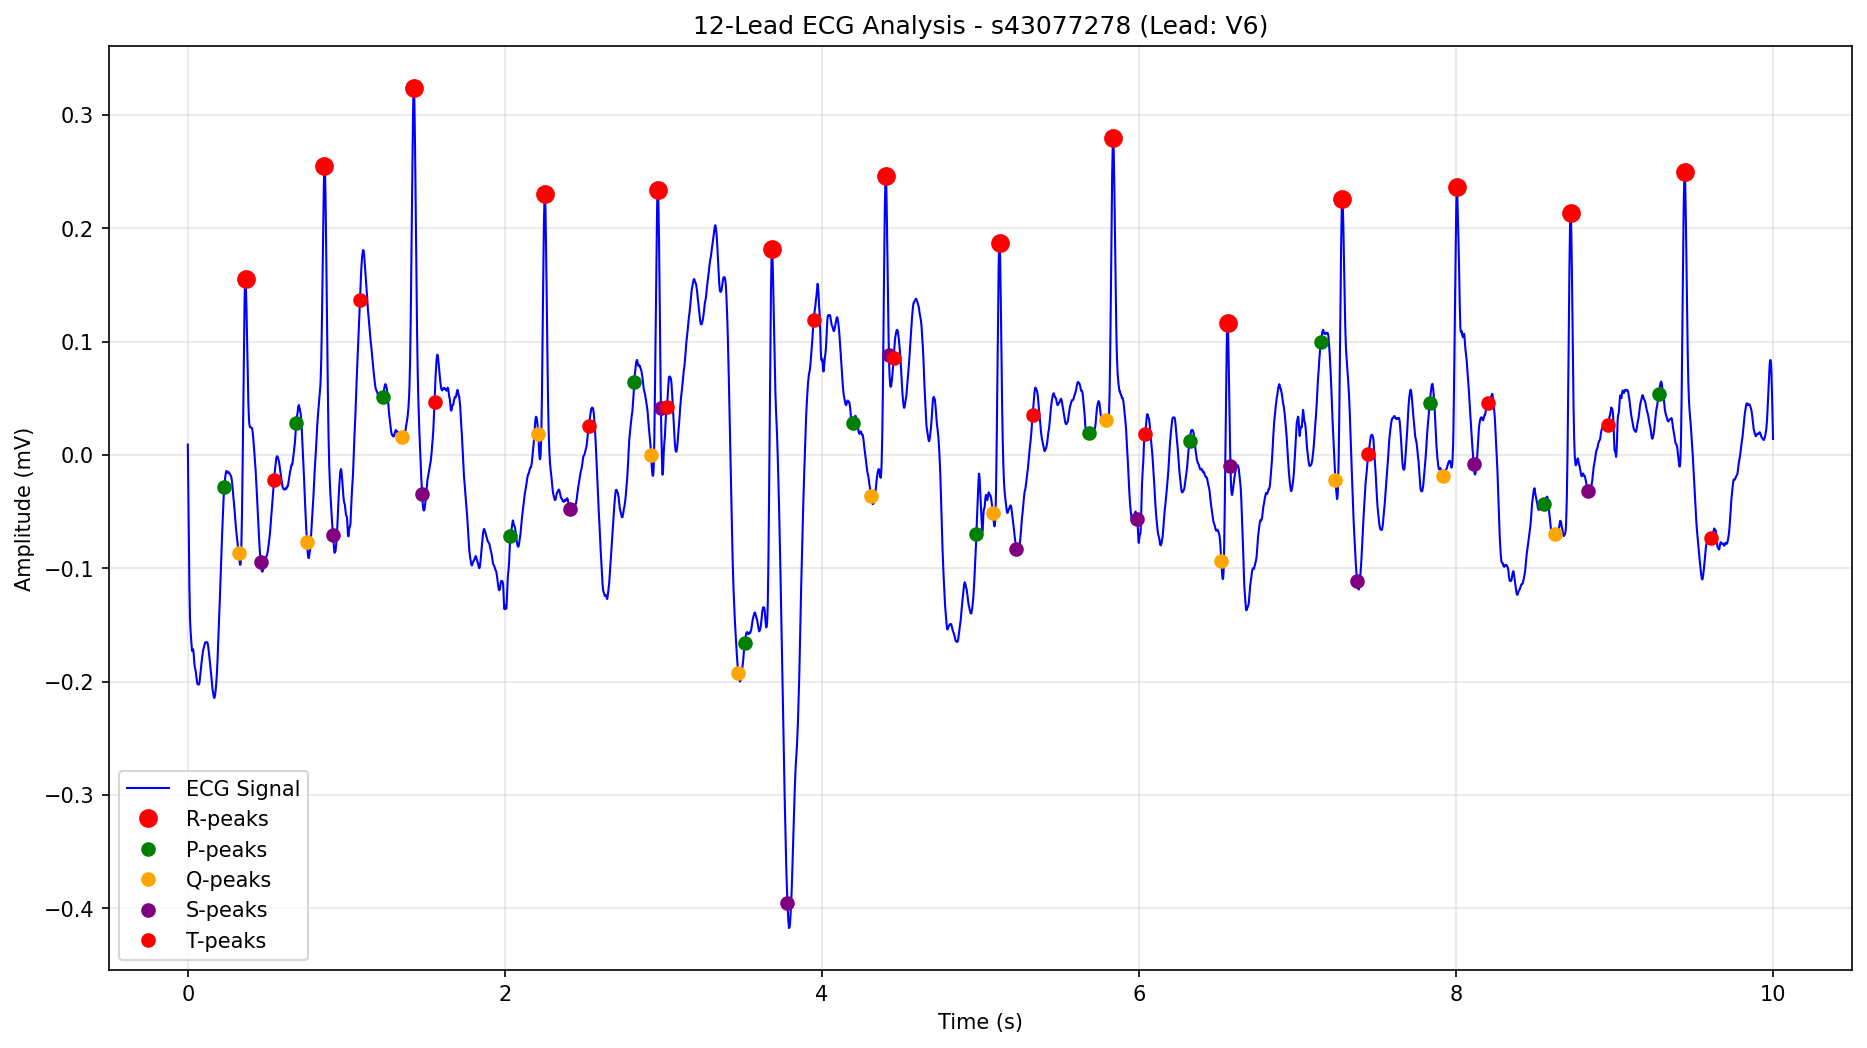 12-Lead ECG Analysis - s43077278 (Lead: V6)
Amplitude (mV)
0.3
0.2
0.1
0.0
−0.1
−0.2
−0.3
−0.4
ECG Signal
R-peaks
P-peaks
Q-peaks
S-peaks
T-peaks
0 2 4 6 8 10
Time (s)